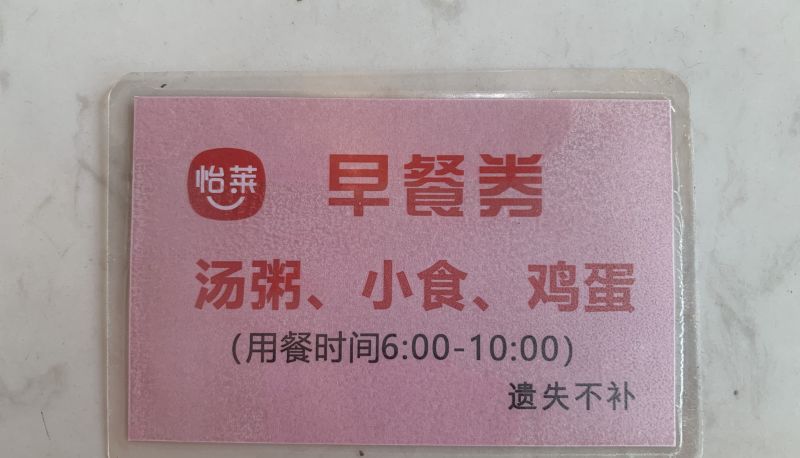 怡莱 早餐券
汤粥、小食、鸡蛋
(用餐时间6:00-10:00)
遗失不补